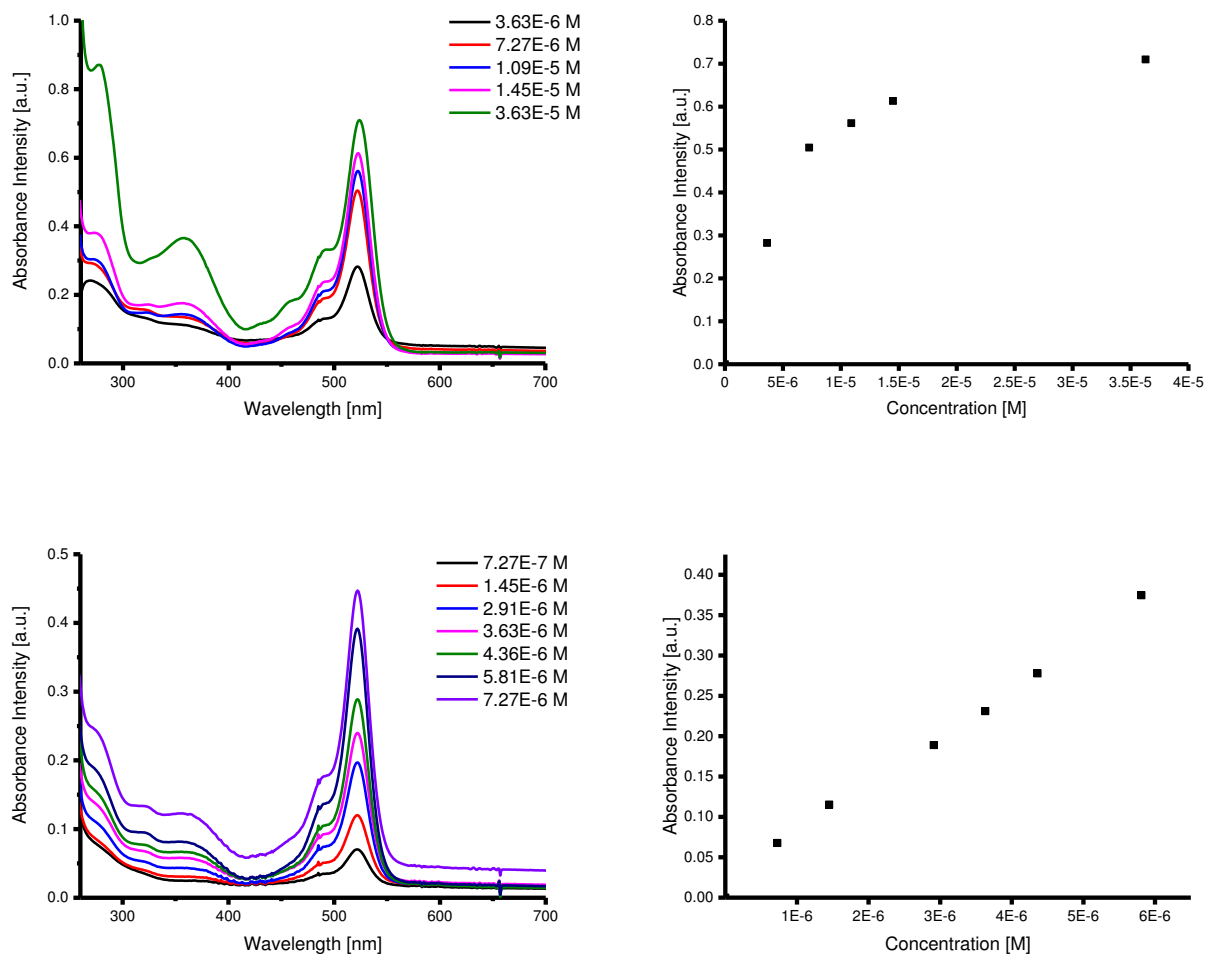 3.63E-6 M
7.27E-6 M
1.09E-5 M
1.45E-5 M
3.63E-5 M
1.0
0.8
0.6
0.4
0.2
0.0
300 400 500 600 700
Absorbance Intensity [a.u.]
Wavelength [nm]
0.8
0.7
0.6
0.5
0.4
0.3
0.2
0.1
0.0
0 5E-6 1E-5 1.5E-5 2E-5 2.5E-5 3E-5 3.5E-5 4E-5
Absorbance Intensity [a.u.]
Concentration [M]
7.27E-7 M
1.45E-6 M
2.91E-6 M
3.63E-6 M
4.36E-6 M
5.81E-6 M
7.27E-6 M
0.5
0.4
0.3
0.2
0.1
0.0
300 400 500 600 700
Absorbance Intensity [a.u.]
Wavelength [nm]
0.40
0.35
0.30
0.25
0.20
0.15
0.10
0.05
0.00
1E-6 2E-6 3E-6 4E-6 5E-6 6E-6
Absorbance Intensity [a.u.]
Concentration [M]